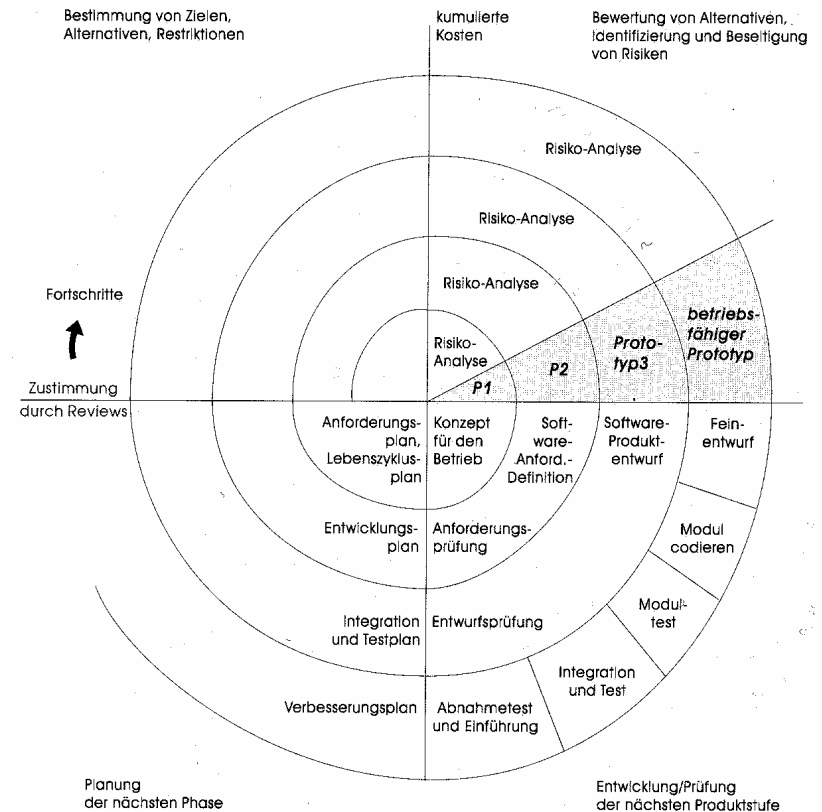 Bestimmung von Zielen,
Alternativen, Restriktionen
kumulierte
Kosten
Bewertung von Alternativen,
Identifizierung und Beseitigung
von Risiken
Risiko-Analyse
Risiko-Analyse
Risiko-Analyse
Risiko-
Analyse
Fortschritte
P1
P2
Proto-
typ3
betriebs-
fähiger
Prototyp
Zustimmung
durch Reviews
Anforderungs-
plan,
Lebenszyklus-
plan
Konzept
für den
Betrieb
Soft-
ware-
Anford.-
Definition
Software-
Produkt-
entwurf
Fein-
entwurf
Entwicklungs-
plan
Anforderungs-
prüfung
Modul
codieren
Integration
und Testplan
Entwurfsprüfung
Modul-
test
Integration
und Test
Verbesserungsplan
Abnahmetest
und Einführung
Planung
der nächsten Phase
Entwicklung/Prüfung
der nächsten Produktstufe